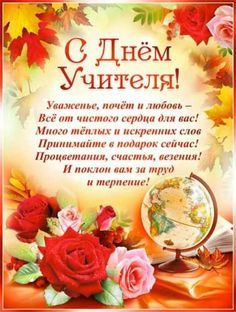 С Днём
Учителя!
Уваженье, почёт и любовь –
Всё от чистого сердца для вас!
Много тёплых и искренних слов
Принимайте в подарок сейчас!
Процветания, счастья, везения!
И поклон вам за труд
и терпение!